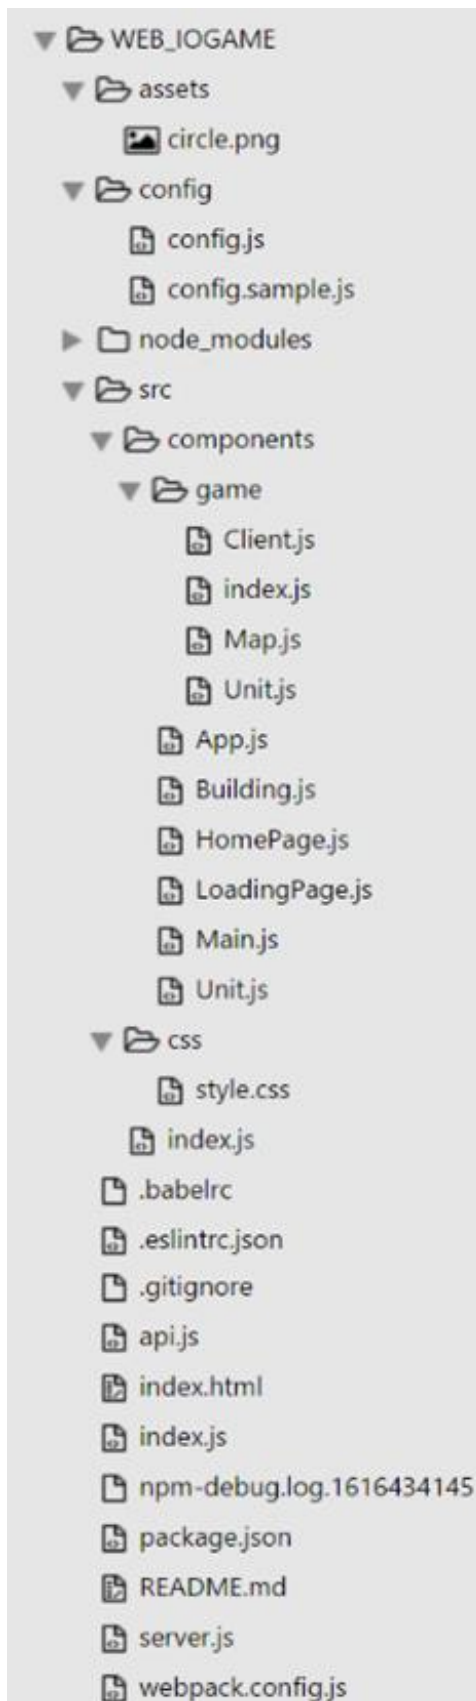 WEB_IOGAME
assets
circle.png
config
config.js
config.sample.js
node_modules
src
components
game
Client.js
index.js
Map.js
Unit.js
App.js
Building.js
HomePage.js
LoadingPage.js
Main.js
Unit.js
css
style.css
index.js
.babelrc
.eslintrc.json
.gitignore
api.js
index.html
index.js
npm-debug.log.1616434145
package.json
README.md
server.js
webpack.config.js